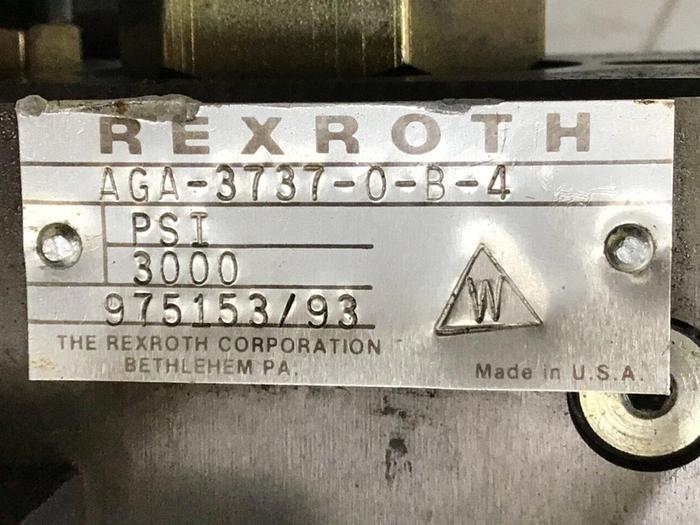 REXROTH
AGA-3737-0-B-4
PSI
3000
975153/93
W
THE REXROTH CORPORATION
BETHLEHEM PA.
Made in U.S.A.